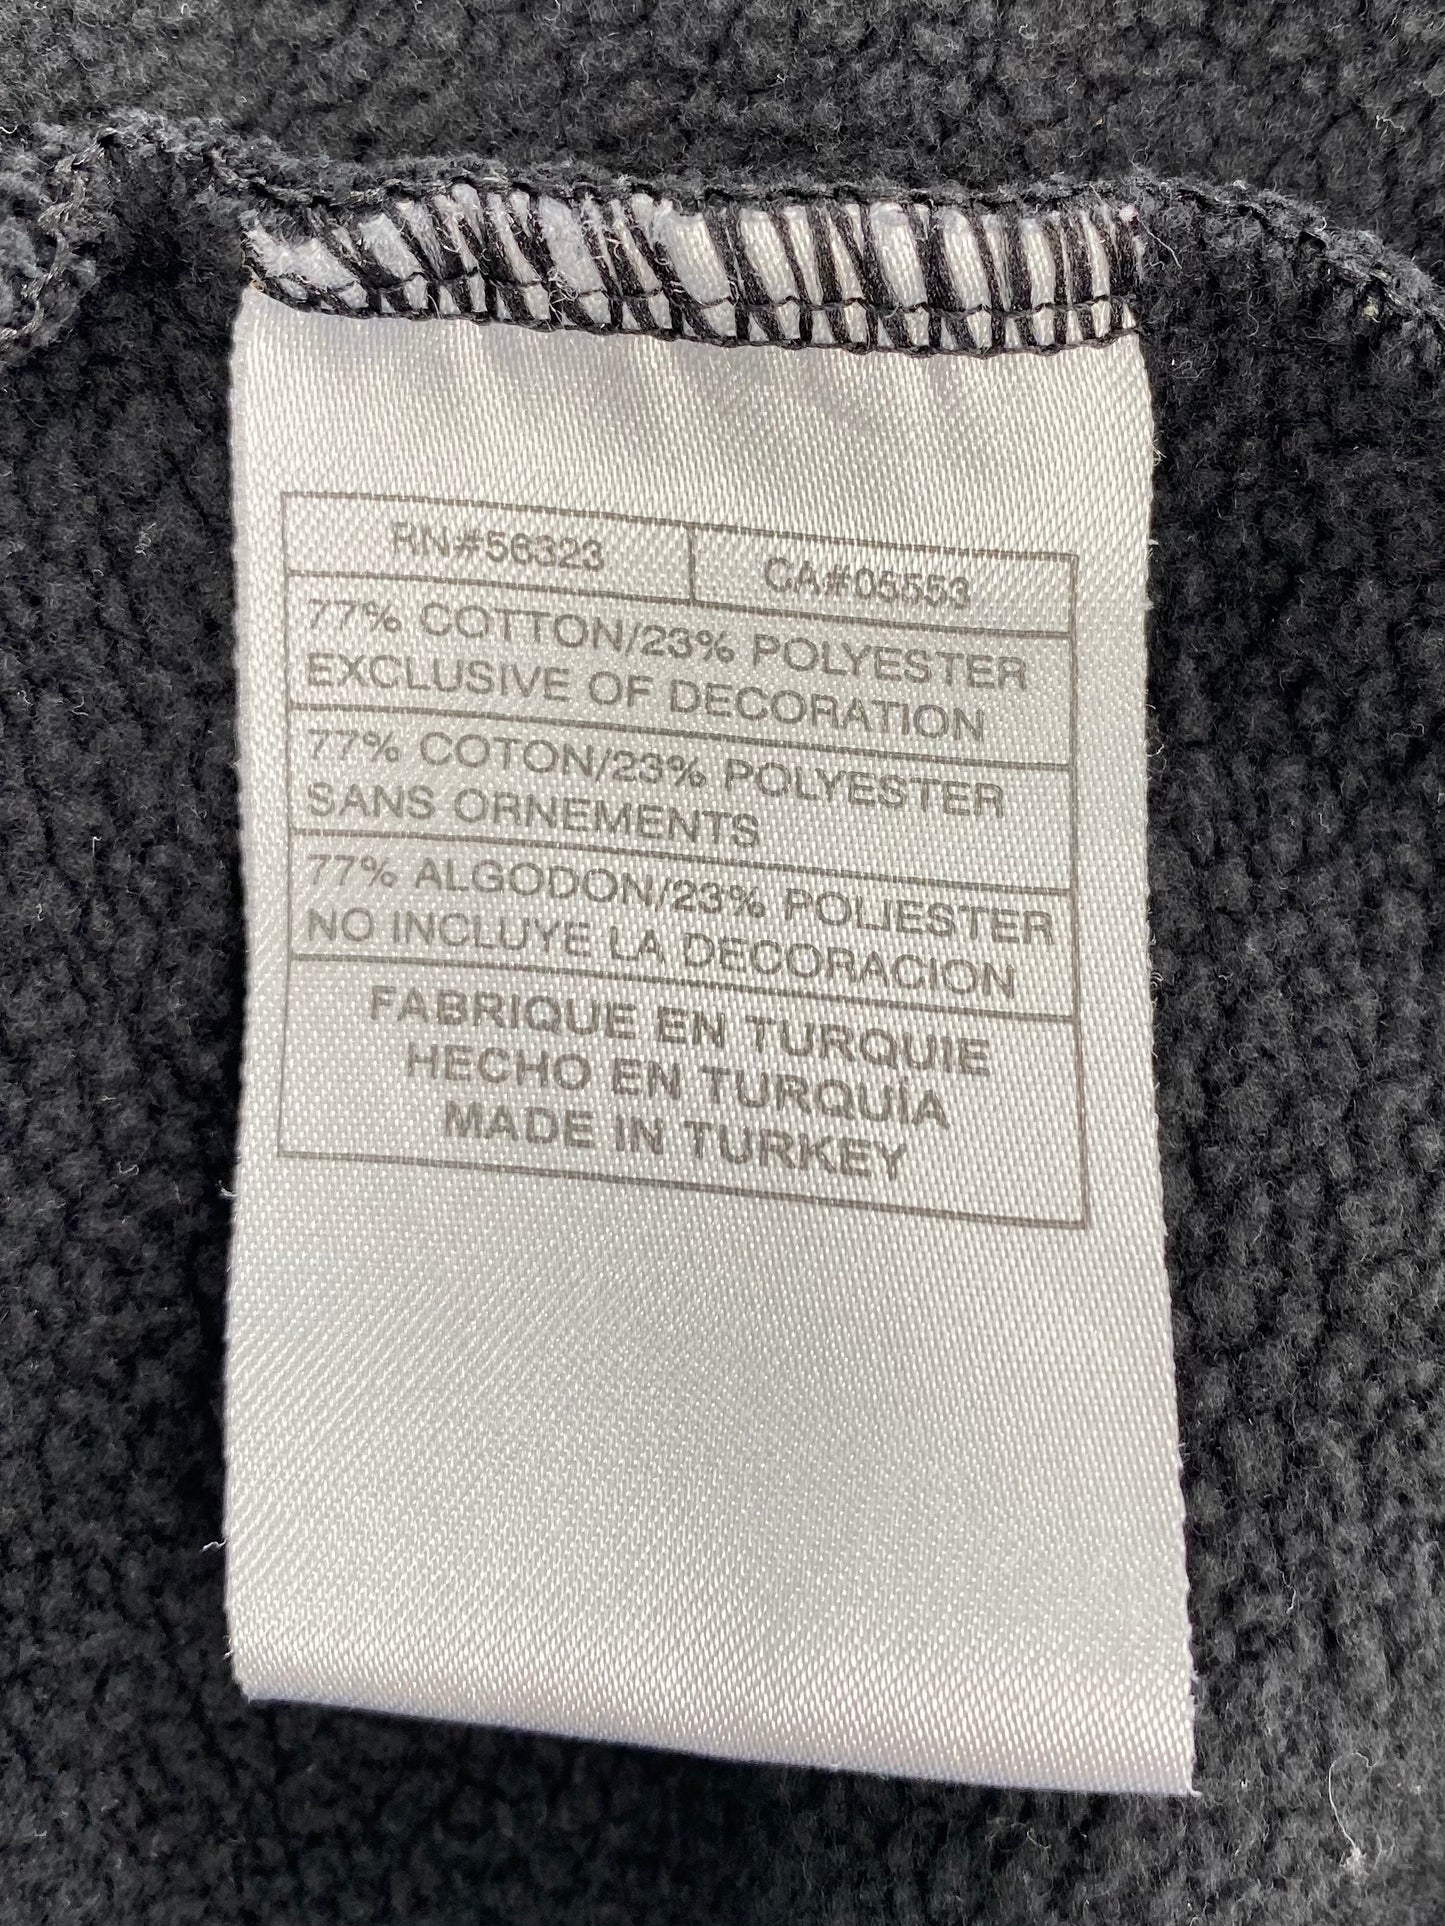 RN#56323 CA#05553
77% COTTON/23% POLYESTER
EXCLUSIVE OF DECORATION
77% COTON/23% POLYESTER
SANS ORNEMENTS
77% ALGODON/23% POLIESTER
NO INCLUYE LA DECORACION
FABRIQUE EN TURQUIE
HECHO EN TURQUÍA
MADE IN TURKEY